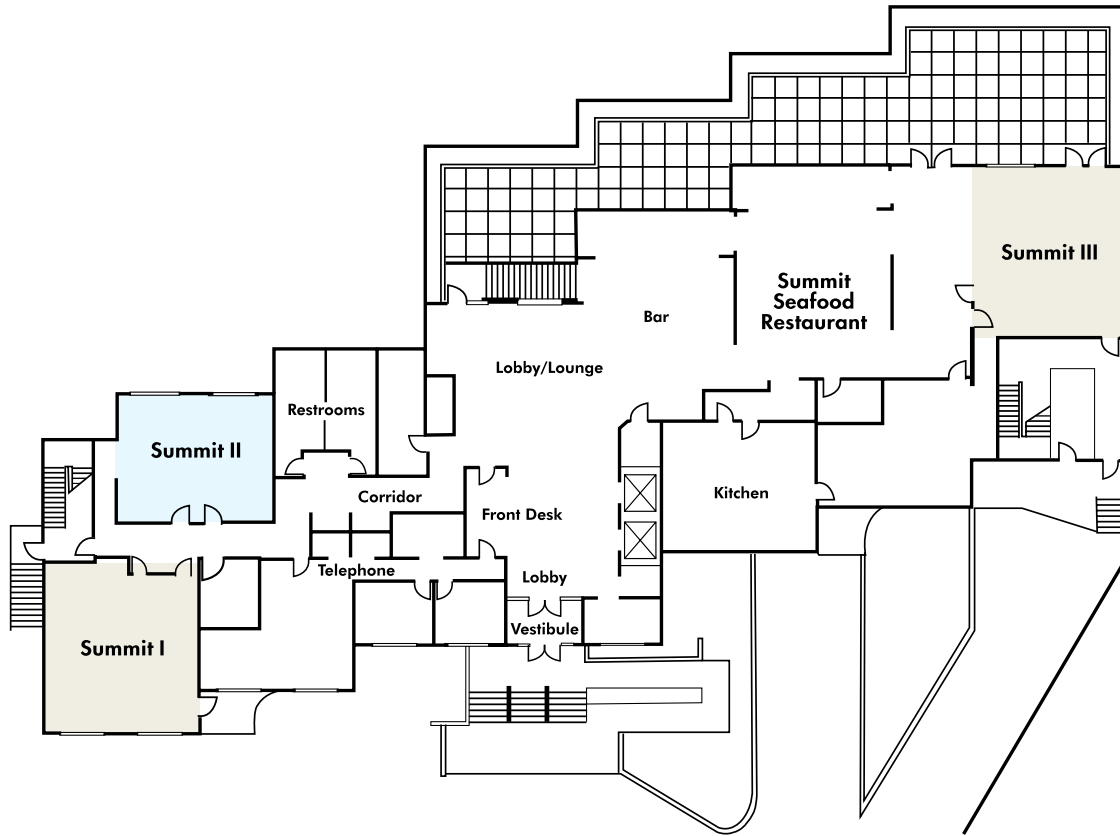 Summit III
Summit
Seafood
Restaurant
Bar
Lobby/Lounge
Restrooms
Summit II
Corridor
Kitchen
Front Desk
Telephone
Lobby
Vestibule
Summit I